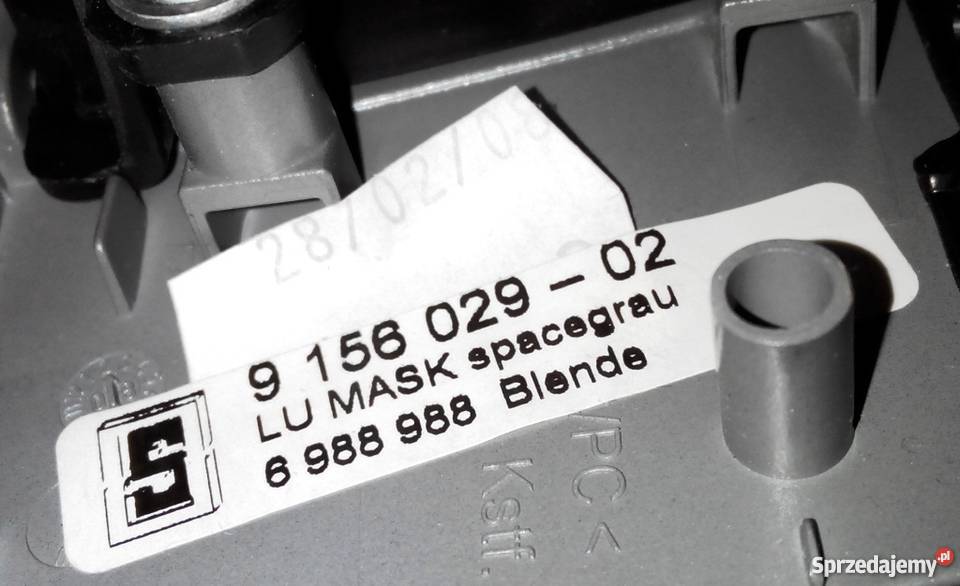 28/02/08
9 156 029 – 02
LU MASK spacegrau
6 988 988 Blende
S
/PC <
Kstf.
Sprzedajemy.pl